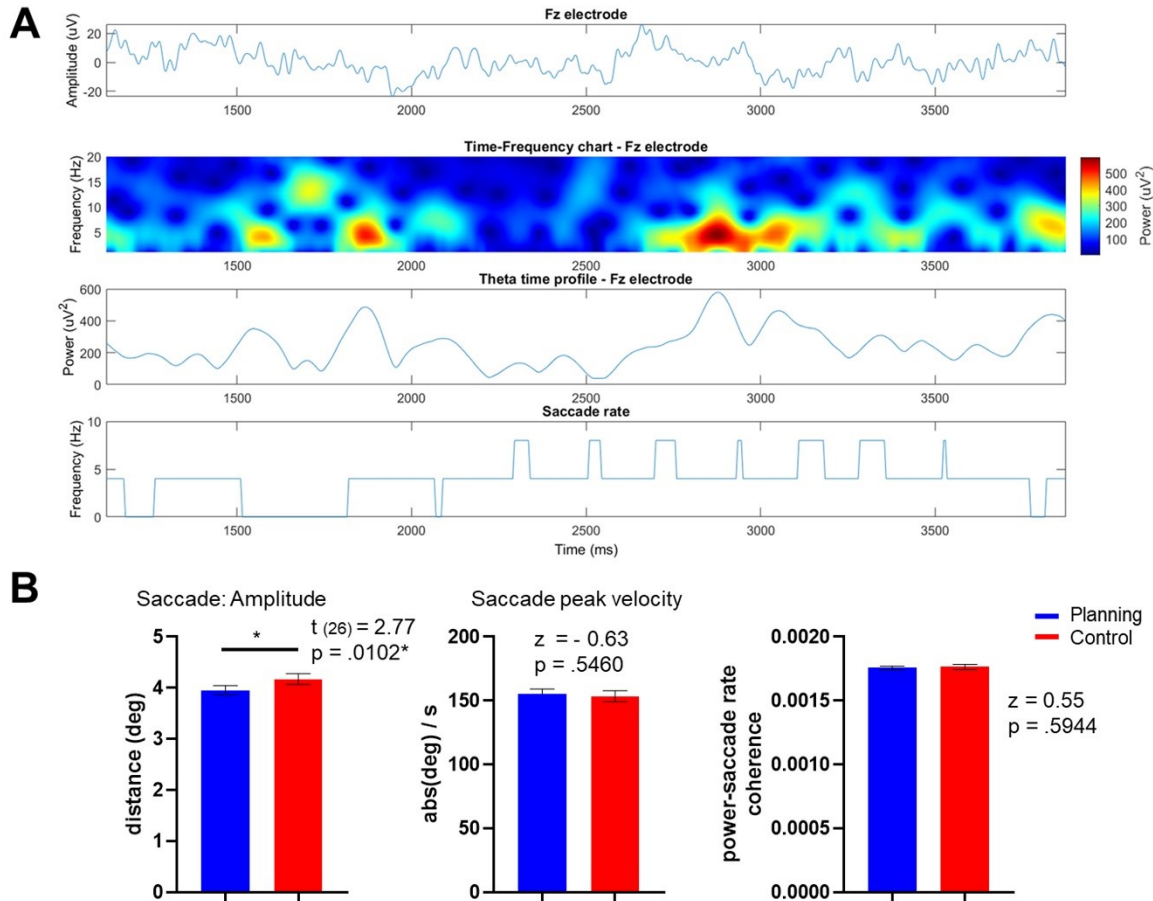 A
Fz electrode
Amplitude (uV)
20
0
-20
1500 2000 2500 3000 3500
Time-Frequency chart - Fz electrode
Frequency (Hz)
20
15
10
5
1500 2000 2500 3000 3500
500
400
300
200
100
Power (uV²)
Theta time profile - Fz electrode
Power (uV²)
600
400
200
0
1500 2000 2500 3000 3500
Saccade rate
Frequency (Hz)
10
5
0
1500 2000 2500 3000 3500
Time (ms)
B
Saccade: Amplitude
t (26) = 2.77
p = .0102*
*
distance (deg)
5
4
3
2
1
0
Saccade peak velocity
z = - 0.63
p = .5460
abs(deg) / s
200
150
100
50
0
power-saccade rate
coherence
0.0020
0.0015
0.0010
0.0005
0.0000
Planning
Control
z = 0.55
p = .5944